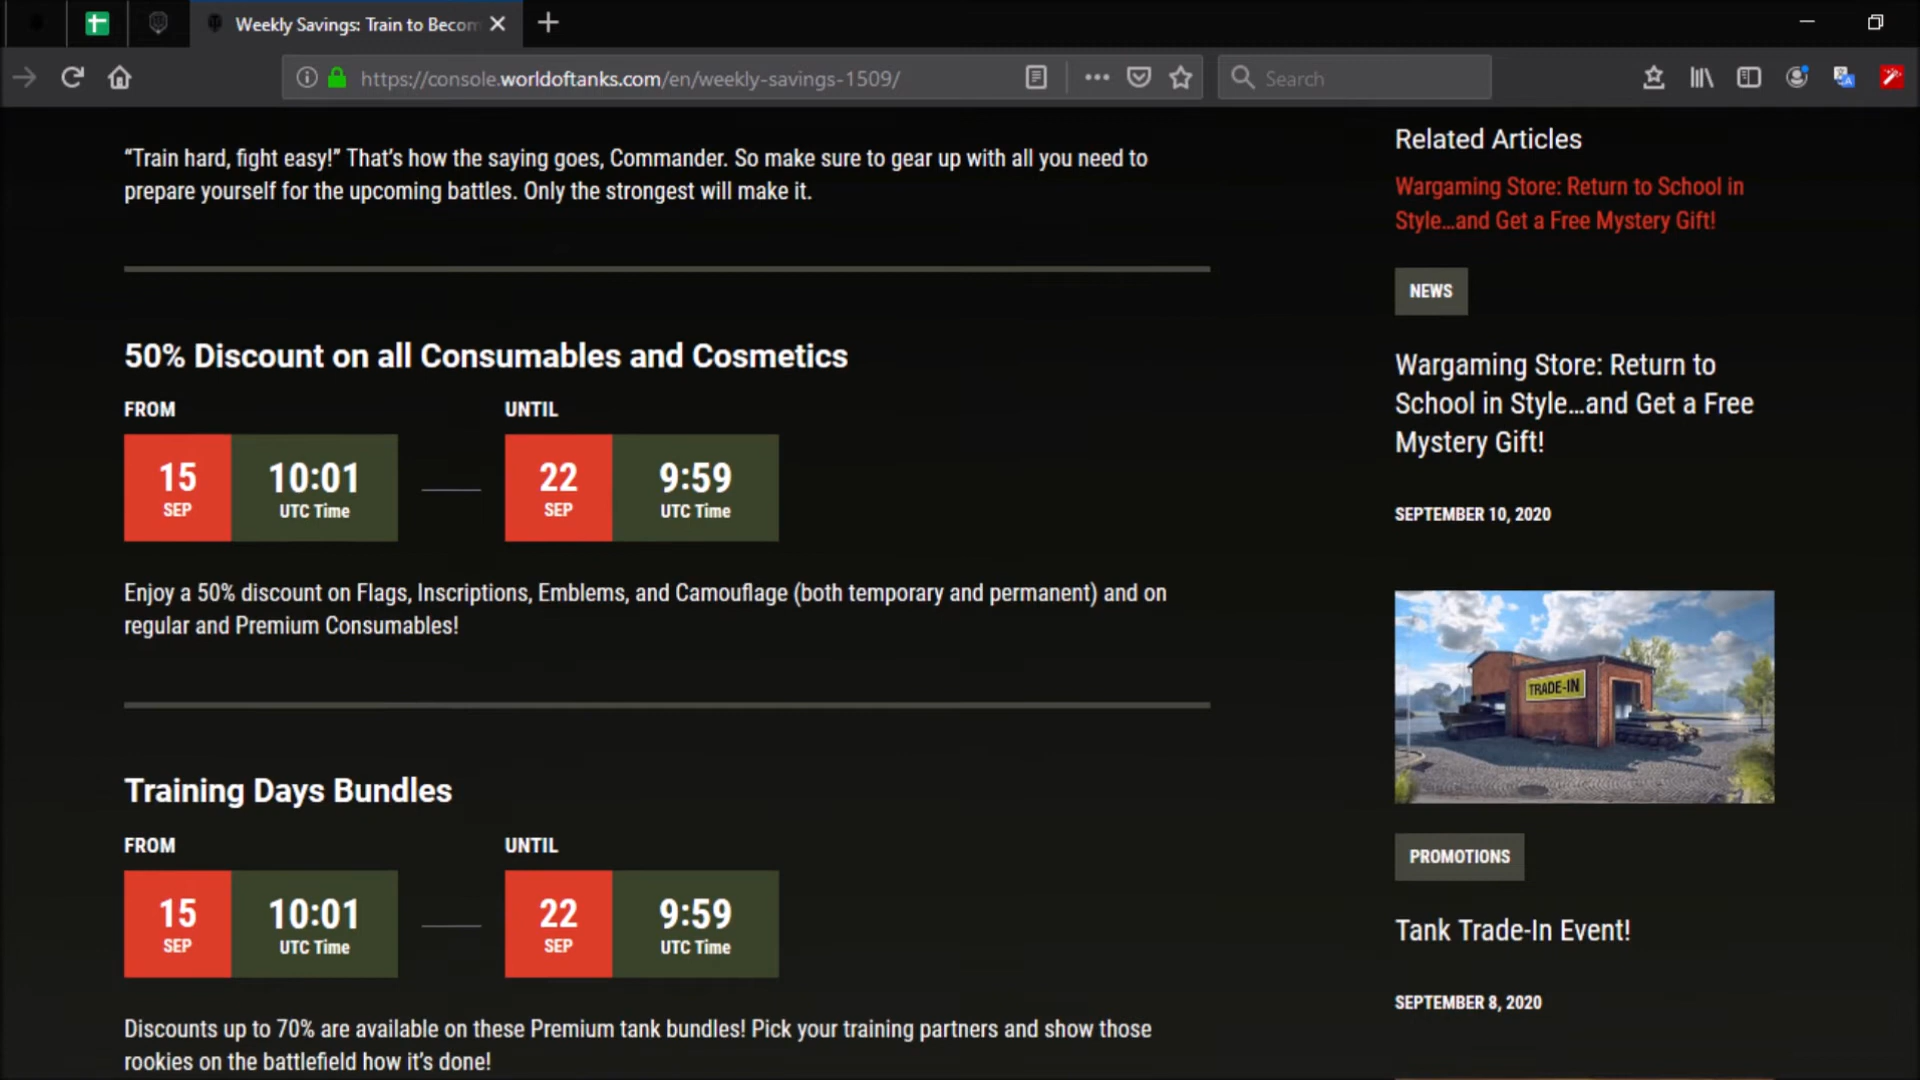 Weekly Savings: Train to Becom
https://console.worldoftanks.com/en/weekly-savings-1509/
Search
“Train hard, fight easy!” That’s how the saying goes, Commander. So make sure to gear up with all you need to
prepare yourself for the upcoming battles. Only the strongest will make it.
50% Discount on all Consumables and Cosmetics
FROM
UNTIL
15
SEP
10:01
UTC Time
22
SEP
9:59
UTC Time
Enjoy a 50% discount on Flags, Inscriptions, Emblems, and Camouflage (both temporary and permanent) and on
regular and Premium Consumables!
Training Days Bundles
FROM
UNTIL
15
SEP
10:01
UTC Time
22
SEP
9:59
UTC Time
Discounts up to 70% are available on these Premium tank bundles! Pick your training partners and show those
rookies on the battlefield how it’s done!
Related Articles
Wargaming Store: Return to School in
Style…and Get a Free Mystery Gift!
NEWS
Wargaming Store: Return to
School in Style…and Get a Free
Mystery Gift!
SEPTEMBER 10, 2020
TRADE-IN
PROMOTIONS
Tank Trade-In Event!
SEPTEMBER 8, 2020